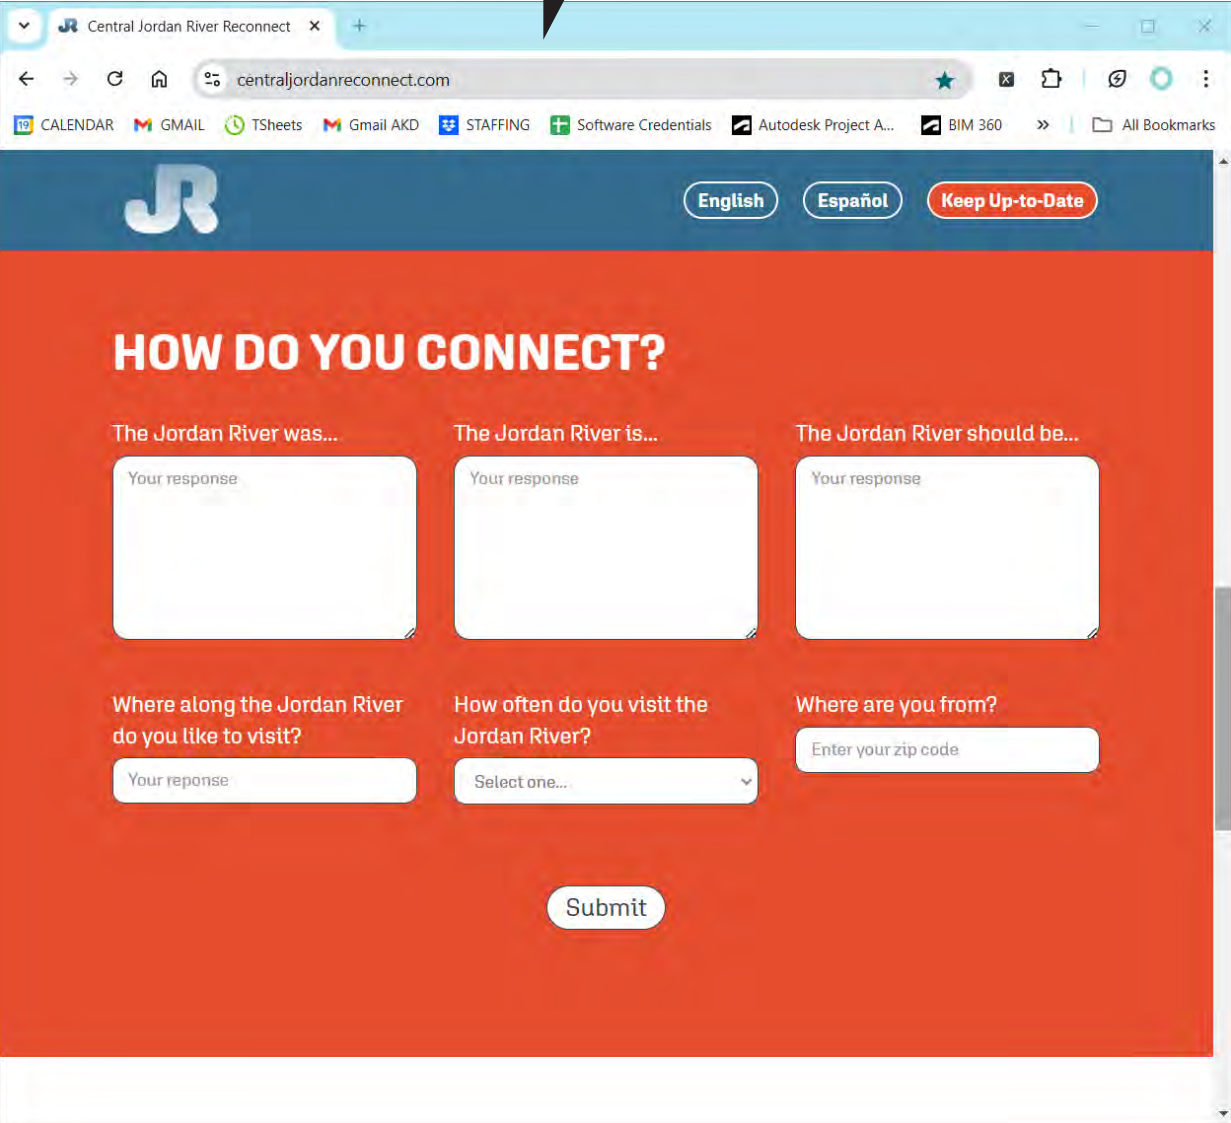 Central Jordan River Reconnect
centraljordanreconnect.com
19 CALENDAR GMAIL TSheets Gmail AKD STAFFING Software Credentials Autodesk Project A... BIM 360 » All Bookmarks
JR English Español Keep Up-to-Date
HOW DO YOU CONNECT?
The Jordan River was... The Jordan River is... The Jordan River should be...
Your response Your response Your response
Where along the Jordan River How often do you visit the Where are you from?
do you like to visit? Jordan River? Enter your zip code
Your reponse Select one...
Submit